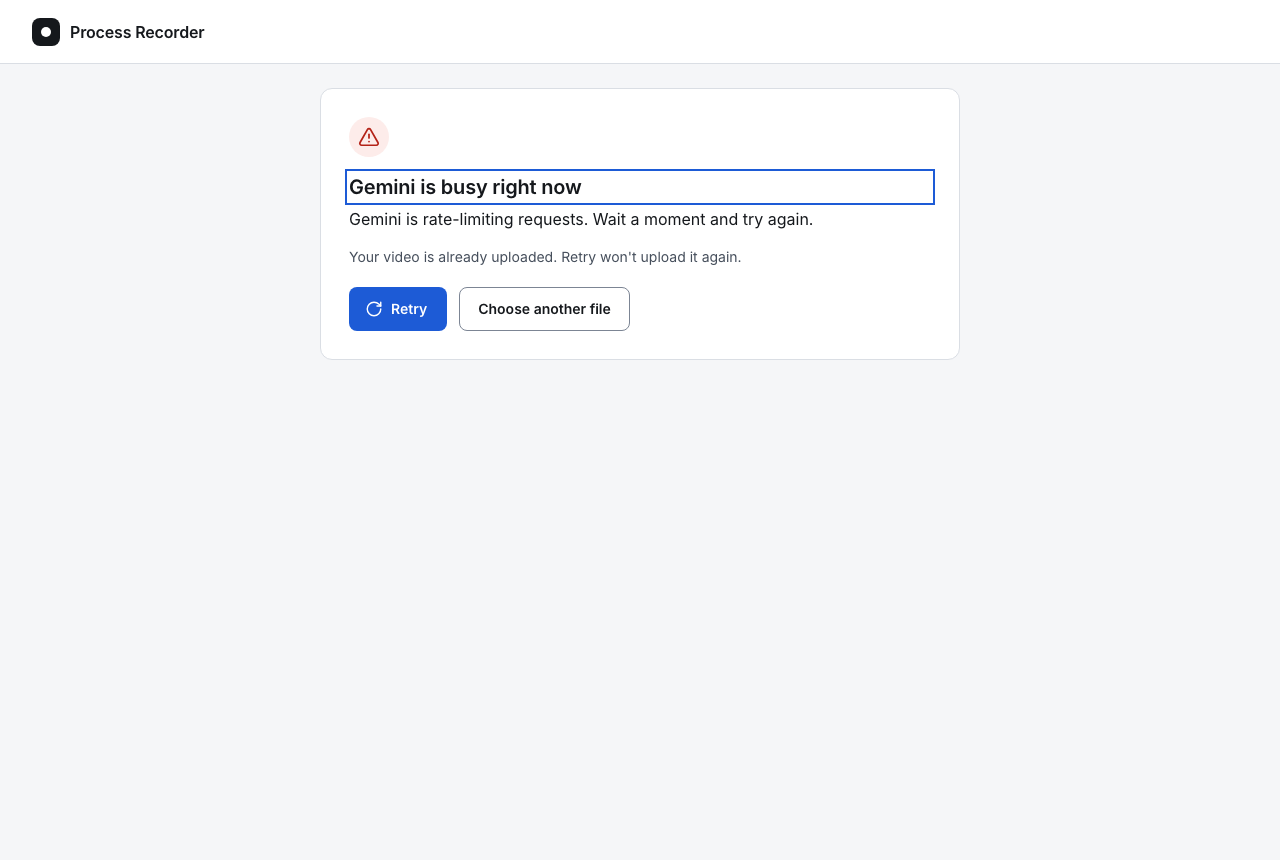 Process Recorder
Gemini is busy right now
Gemini is rate-limiting requests. Wait a moment and try again.
Your video is already uploaded. Retry won't upload it again.
Retry
Choose another file